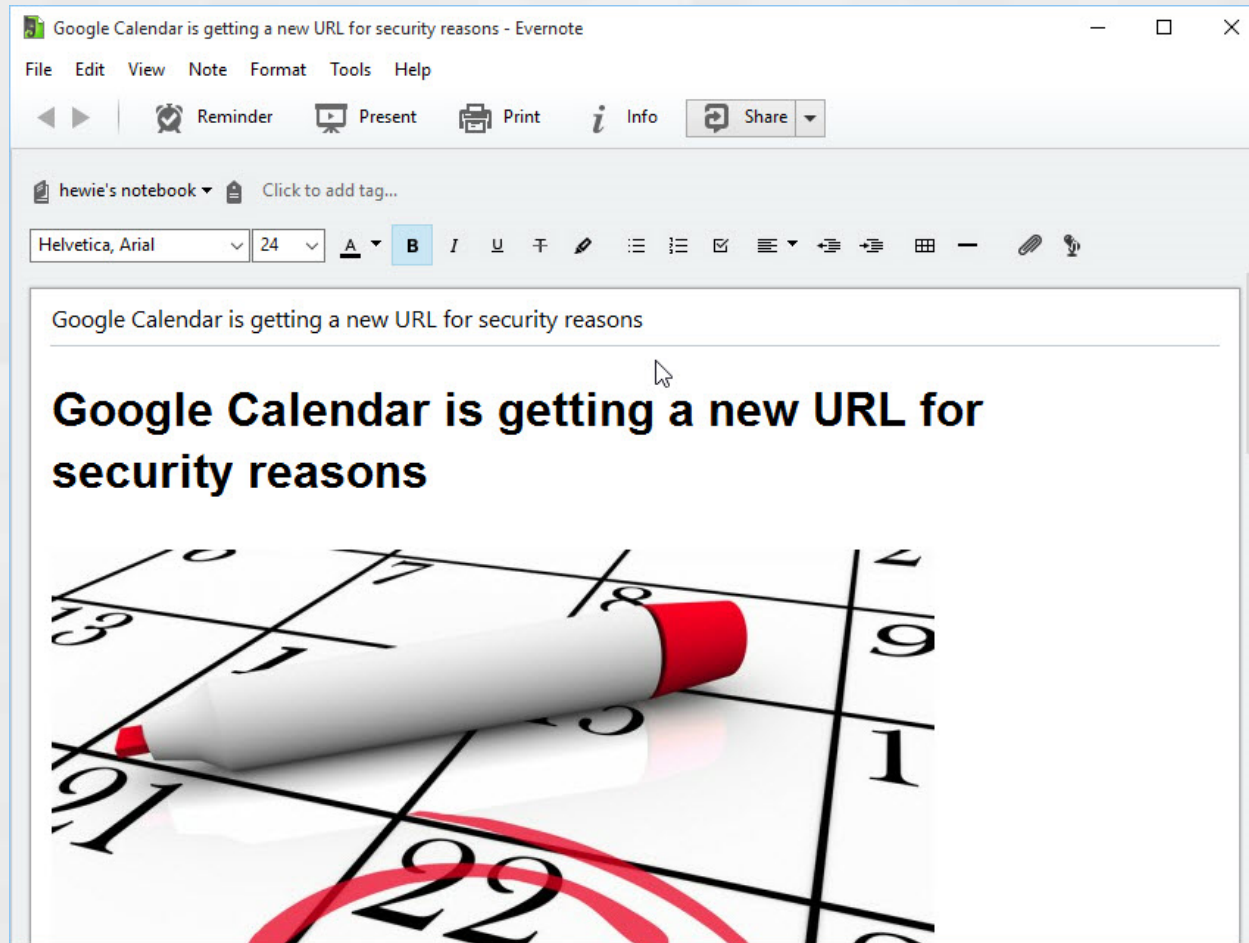 Google Calendar is getting a new URL for security reasons - Evernote
File Edit View Note Format Tools Help
Reminder Present Print Info Share
hewie's notebook Click to add tag...
Helvetica, Arial 24 A B I U T
Google Calendar is getting a new URL for security reasons
Google Calendar is getting a new URL for
security reasons
7
8
13
9
15
1
21
22